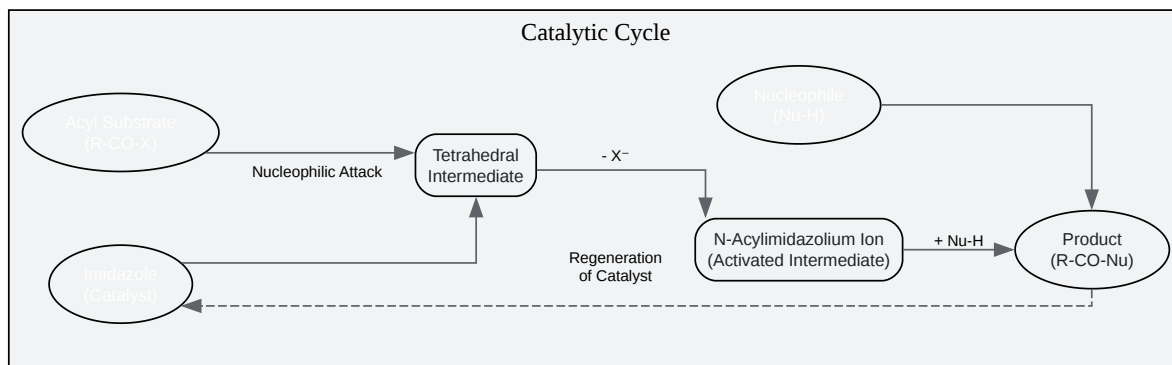 Catalytic Cycle
Acyl Substrate
(R-CO-X)
Nucleophilic Attack
Tetrahedral
Intermediate
- X⁻
Nucleophile
(Nu-H)
Imidazole
(Catalyst)
Regeneration
of Catalyst
N-Acylimidazolium Ion
(Activated Intermediate)
+ Nu-H
Product
(R-CO-Nu)